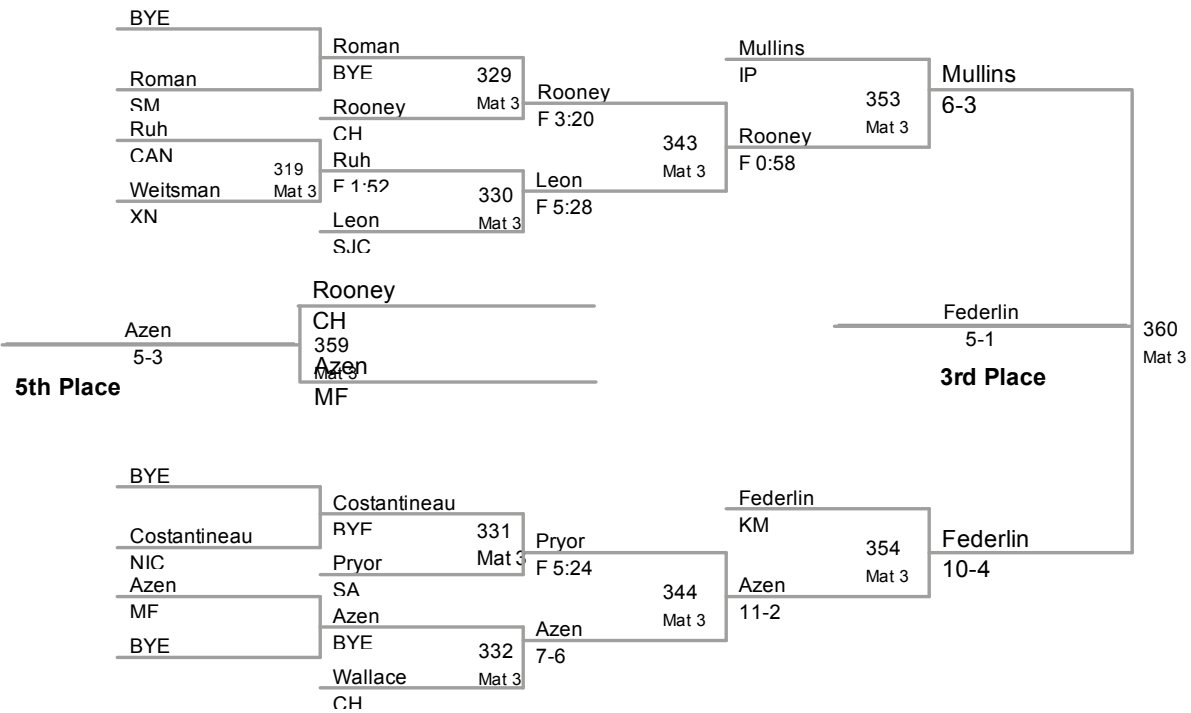 BYE
Roman
SM
Roman
BYE
329
Mat 3
Rooney
CH
Rooney
F 3:20
Ruh
CAN
Weitsman
XN
319
Mat 3
Ruh
F 1:52
330
Mat 3
Leon
SJC
Leon
F 5:28
343
Mat 3
Mullins
IP
Rooney
F 0:58
353
Mat 3
Mullins
6-3
Rooney
CH
359
Mat 3
Azen
MF
Azen
5-3
5th Place
Federlin
5-1
3rd Place
360
Mat 3
BYE
Costantineau
NIC
Costantineau
BYE
331
Mat 3
Pryor
SA
Pryor
F 5:24
Azen
MF
BYE
Azen
BYE
332
Mat 3
Wallace
CH
Azen
7-6
344
Mat 3
Federlin
KM
Azen
11-2
354
Mat 3
Federlin
10-4